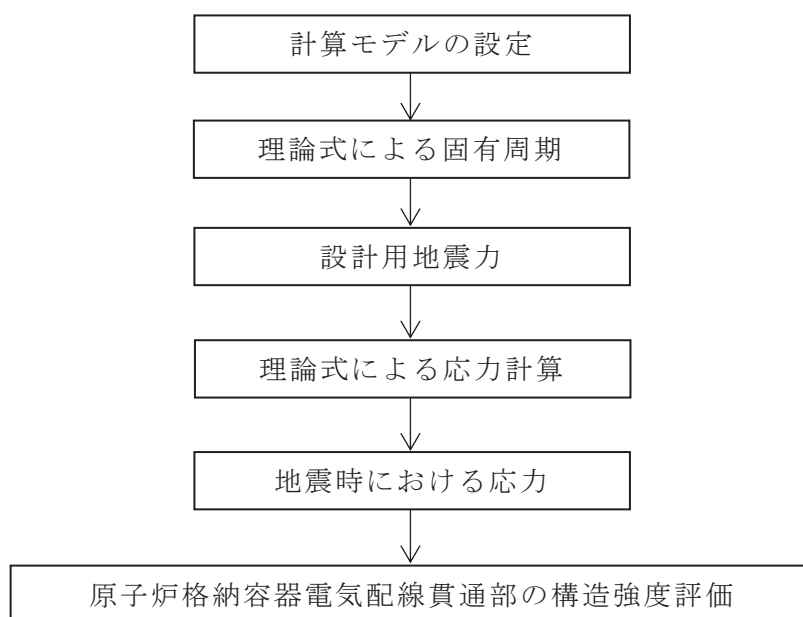 計算モデルの設定
理論式による固有周期
設計用地震力
理論式による応力計算
地震時における応力
原子炉格納容器電気配線貫通部の構造強度評価